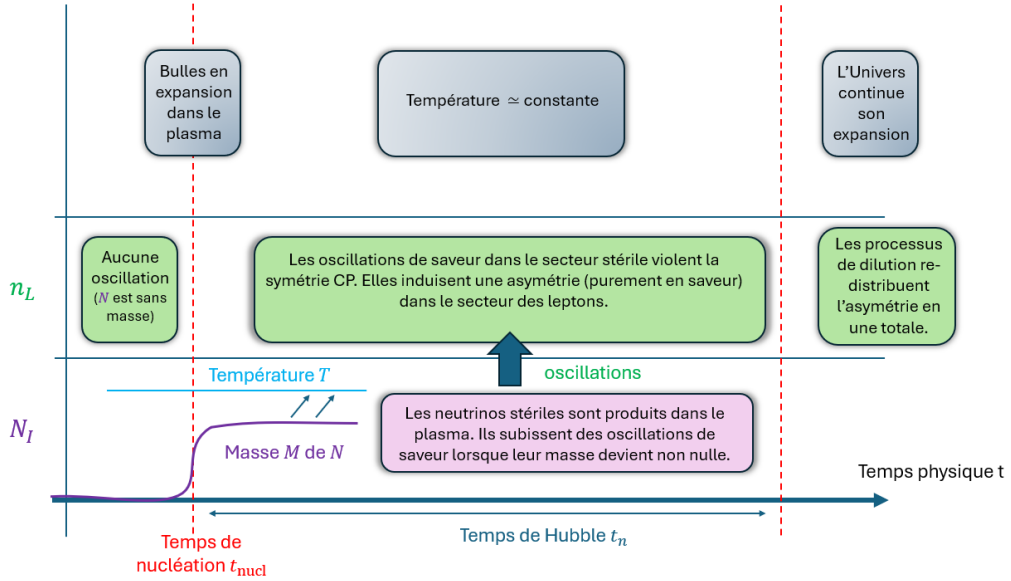 Bulles en
expansion
dans le
plasma
Température ≃ constante
L’Univers
continue
son
expansion
n_L
Aucune
oscillation
(N est sans
masse)
Les oscillations de saveur dans le secteur stérile violent la
symétrie CP. Elles induisent une asymétrie (purement en saveur)
dans le secteur des leptons.
Les processus
de dilution re-
distribuent
l’asymétrie en
une totale.
Température T
oscillations
N_I
Masse M de N
Les neutrinos stériles sont produits dans le
plasma. Ils subissent des oscillations de
saveur lorsque leur masse devient non nulle.
Temps physique t
Temps de Hubble t_n
Temps de
nucléation t_nucl